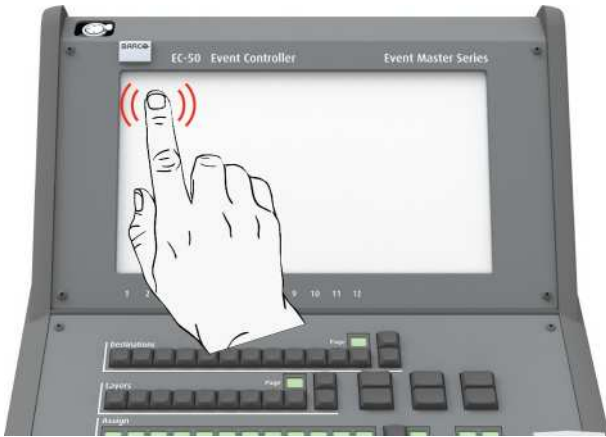 BARCO
EC-50 Event Controller Event Master Series
1 2 9 10 11 12
Destinations Page
Layers Page
Assign